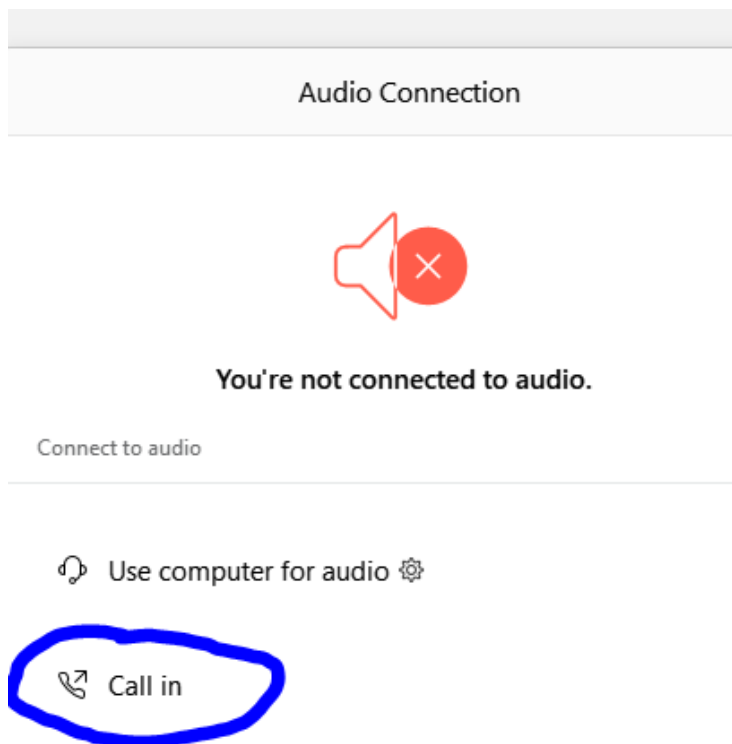 Audio Connection
You're not connected to audio.
Connect to audio
Use computer for audio
Call in